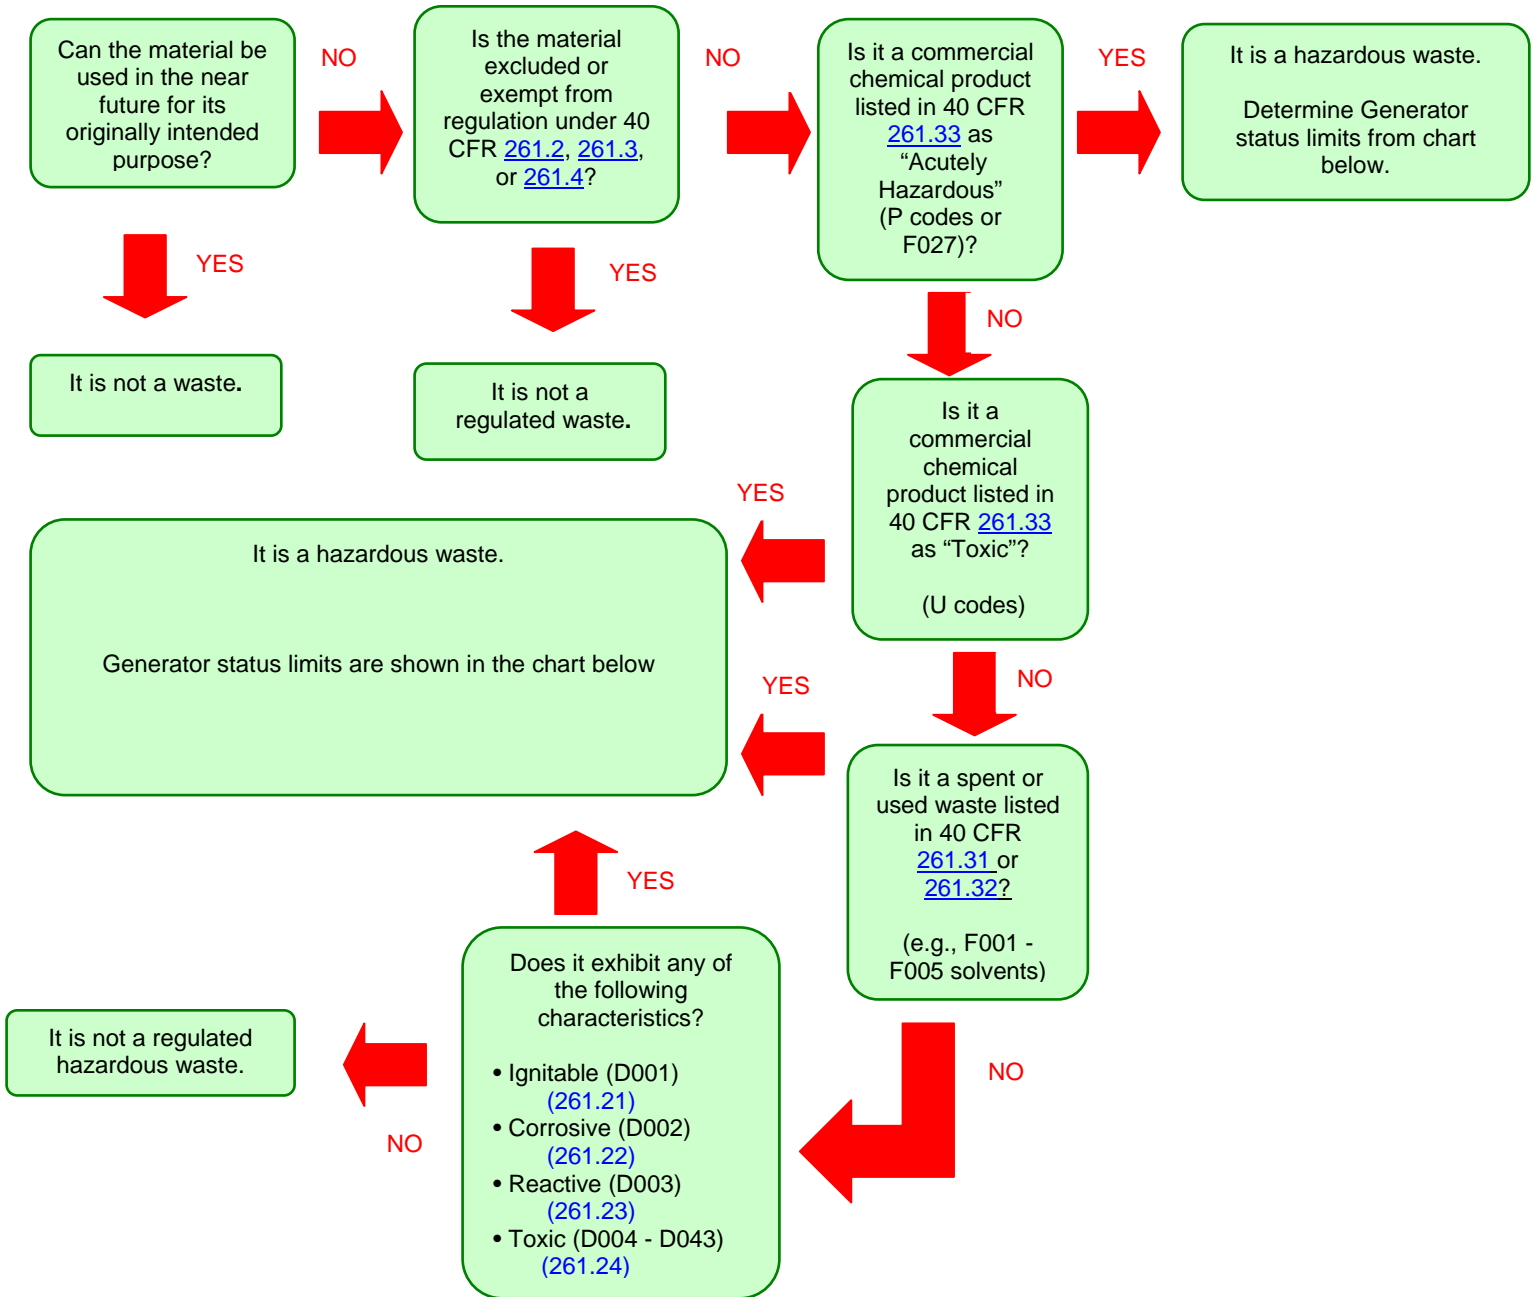 Can the material be
used in the near
future for its
originally intended
purpose?
NO
Is the material
excluded or
exempt from
regulation under 40
CFR 261.2, 261.3,
or 261.4?
NO
Is it a commercial
chemical product
listed in 40 CFR
261.33 as
“Acutely
Hazardous”
(P codes or
F027)?
YES
It is a hazardous waste.
Determine Generator
status limits from chart
below.
YES
YES
NO
It is not a waste.
It is not a
regulated waste.
Is it a
commercial
chemical
product listed in
40 CFR 261.33
as “Toxic”?
(U codes)
YES
It is a hazardous waste.
Generator status limits are shown in the chart below
YES
NO
Is it a spent or
used waste listed
in 40 CFR
261.31 or
261.32?
(e.g., F001 -
F005 solvents)
YES
NO
Does it exhibit any of
the following
characteristics?
• Ignitable (D001)
(261.21)
• Corrosive (D002)
(261.22)
• Reactive (D003)
(261.23)
• Toxic (D004 - D043)
(261.24)
NO
It is not a regulated
hazardous waste.